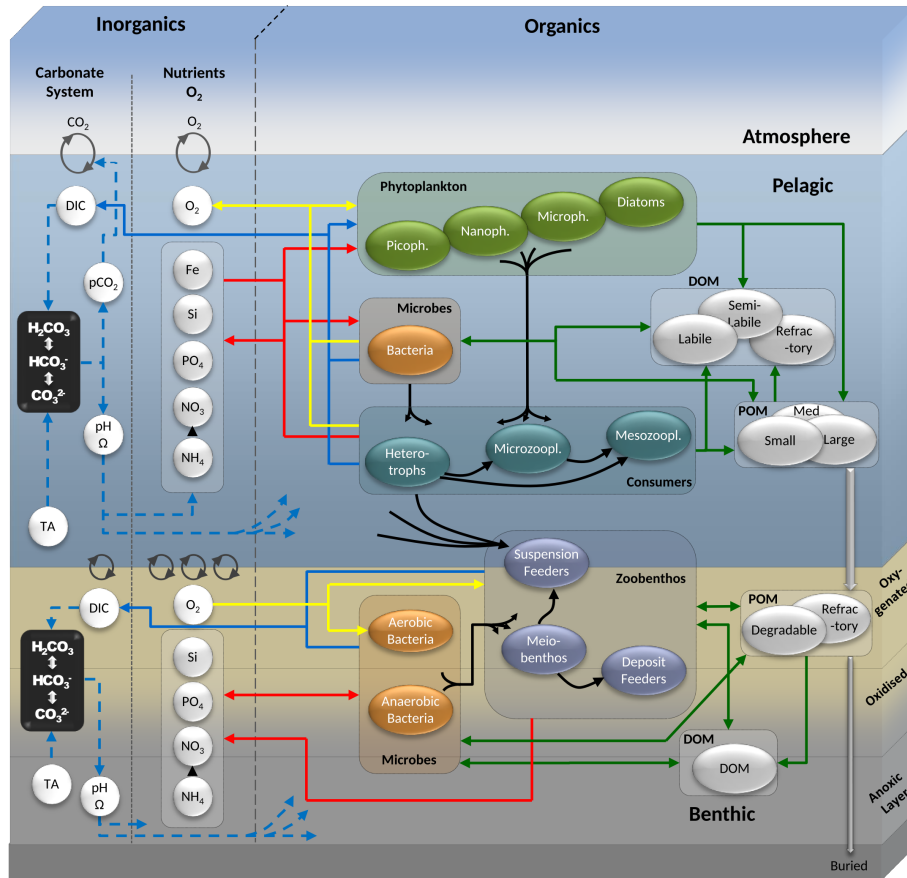 Inorganics
Organics
Carbonate
System
Nutrients
O₂
CO₂
O₂
Atmosphere
Pelagic
DIC
O₂
Phytoplankton
Picoph.
Nanoph.
Microph.
Diatoms
pCO₂
Fe
Si
PO₄
NO₃
NH₄
H₂CO₃
HCO₃⁻
CO₃²⁻
pH
Ω
TA
Microbes
Bacteria
DOM
Labile
Semi-
Labile
Refrac
-tory
POM
Small
Med
Large
Hetero-
trophs
Microzoopl.
Mesozoopl.
Consumers
Suspension
Feeders
Zoobenthos
Meio-
benthos
Deposit
Feeders
DIC
O₂
Si
PO₄
NO₃
NH₄
H₂CO₃
HCO₃⁻
CO₃²⁻
TA
pH
Ω
Aerobic
Bacteria
Anaerobic
Bacteria
Microbes
POM
Degradable
Refrac
-tory
DOM
DOM
Benthic
Oxy-
Oxidised
Anoxic
Buried